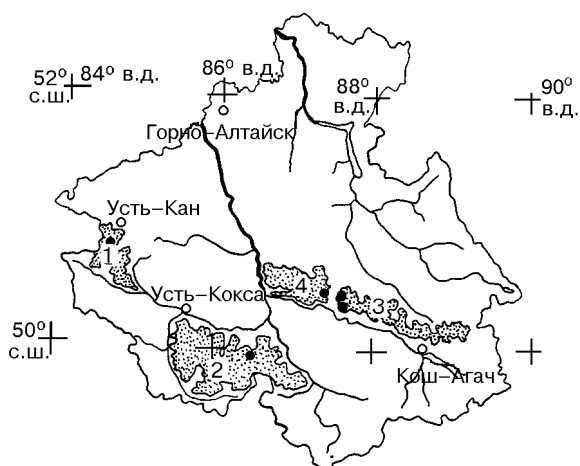 52° 84° в.д.
с.ш.
86° в.д.
88°
в.д.
90°
в.д.
Горно-Алтайск
Усть-Кан
1
Усть-Кокса
4
3
50°
с.ш.
2
Кош-Агач